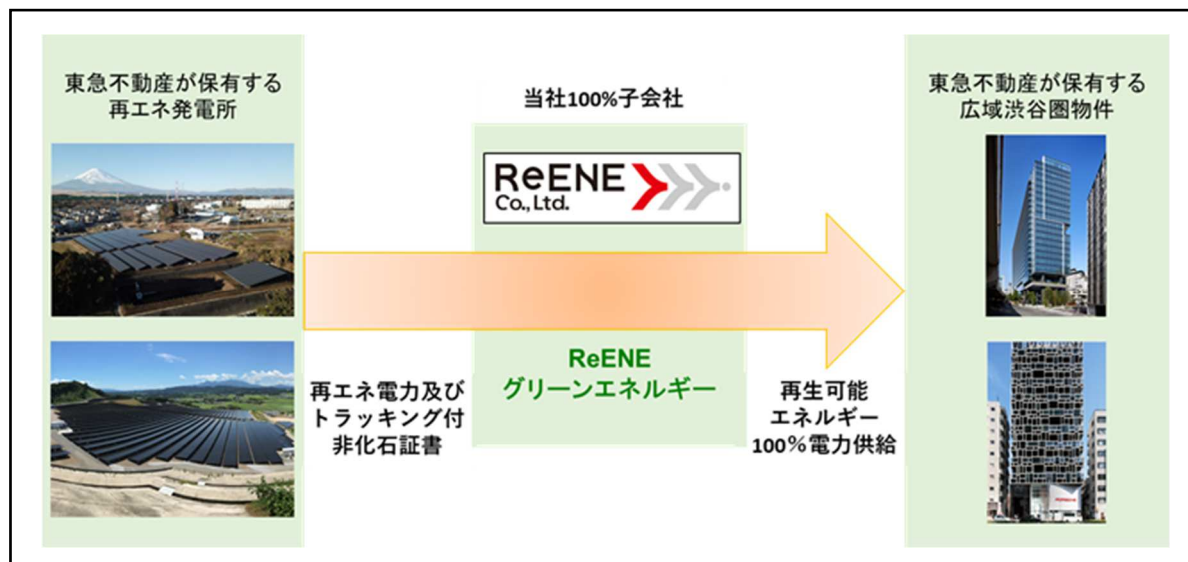 東急不動産が保有する
再エネ発電所
当社100%子会社
ReENE
Co.,Ltd.
ReENE
グリーンエネルギー
再エネ電力及び
トラッキング付
非化石証書
再生可能
エネルギー
100%電力供給
東急不動産が保有する
広域渋谷圏物件